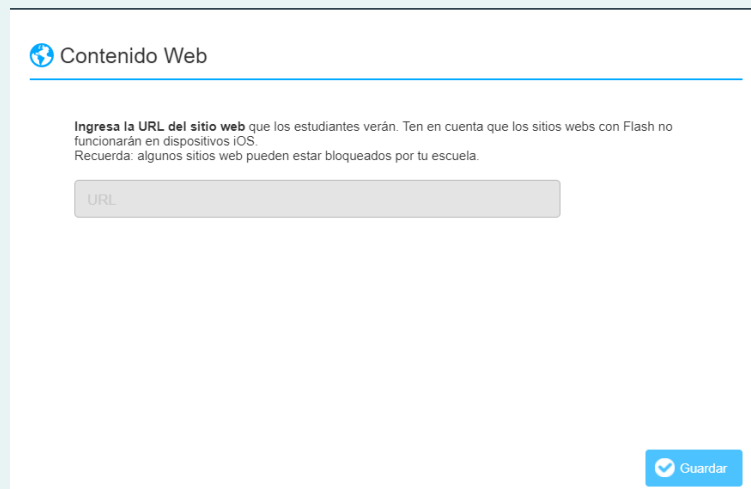 Contenido Web
Ingresa la URL del sitio web que los estudiantes verán. Ten en cuenta que los sitios webs con Flash no
funcionarán en dispositivos iOS.
Recuerda: algunos sitios web pueden estar bloqueados por tu escuela.
URL
Guardar